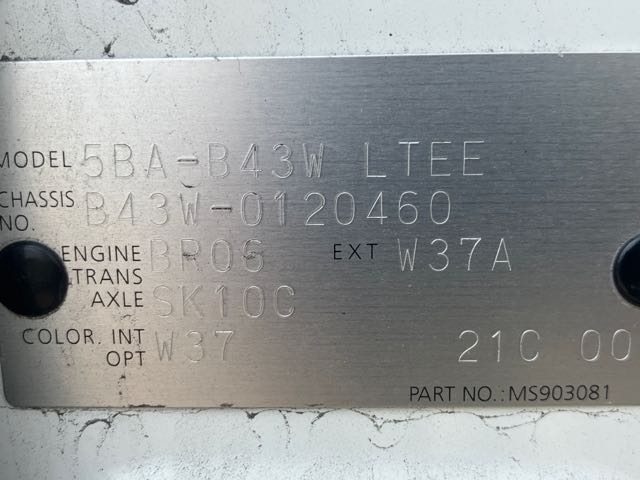 MODEL 5BA-B43W LTEE
CHASSIS NO. B43W-0120460
ENGINE BR06 EXT W37A
TRANS AXLE SK10C
COLOR. INT OPT W37 21C 00
PART NO.:MS903081